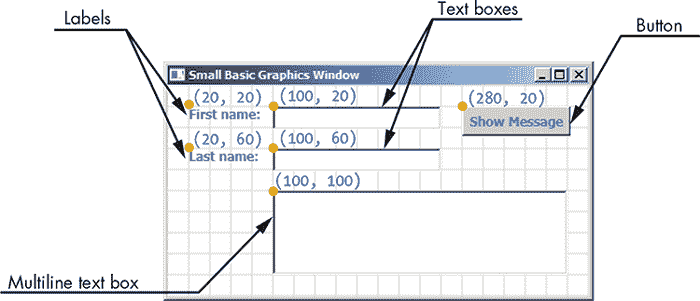 Labels
Text boxes
Button
Small Basic Graphics Window
(20, 20) (100, 20) (280, 20)
First name: Show Message
(20, 60) (100, 60)
Last name:
(100, 100)
Multiline text box